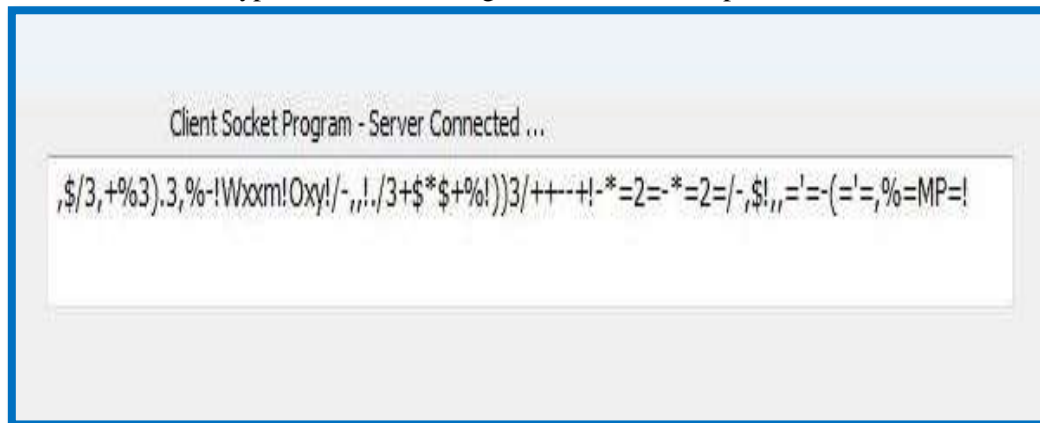 Client Socket Program - Server Connected ...
,$/3,+%3).3,%-!Wxxm!Oxy!/-,,!./3+$*$+%!))3/++--+!-*=2=-*=2=/-,$!,,='=-(='=,%=MP=!